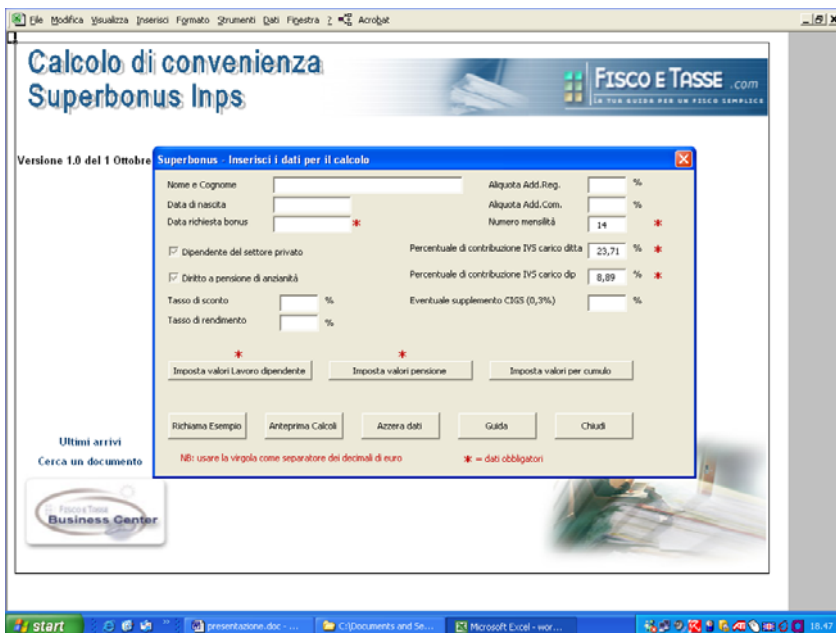 File Modifica Visualizza Inserisci Formato Strumenti Dati Finestra ? Acrobat
Calcolo di convenienza
Superbonus Inps
FISCO E TASSE .com
LA TUA GUIDA PER UN FISCO SEMPLICE
Versione 1.0 del 1 Ottobre
Superbonus - Inserisci i dati per il calcolo
Nome e Cognome
Aliquota Add.Reg. %
Data di nascita
Aliquota Add.Com. %
Data richiesta bonus *
Numero mensilità 14 *
Dipendente del settore privato
Percentuale di contribuzione IVS carico ditta 23,71 % *
Diritto a pensione di anzianità
Percentuale di contribuzione IVS carico dip 8,89 % *
Tasso di sconto %
Eventuale supplemento CIGS (0,3%) %
Tasso di rendimento %
* *
Imposta valori Lavoro dipendente Imposta valori pensione Imposta valori per cumulo
Richiama Esempio Anteprima Calcoli Azzera dati Guida Chiudi
NB: usare la virgola come separatore dei decimali di euro * = dati obbligatori
Ultimi arrivi
Cerca un documento
Fisco e Tasse
Business Center
start presentazione.doc - ... C:\Documents and Se... Microsoft Excel - wor... 18.47